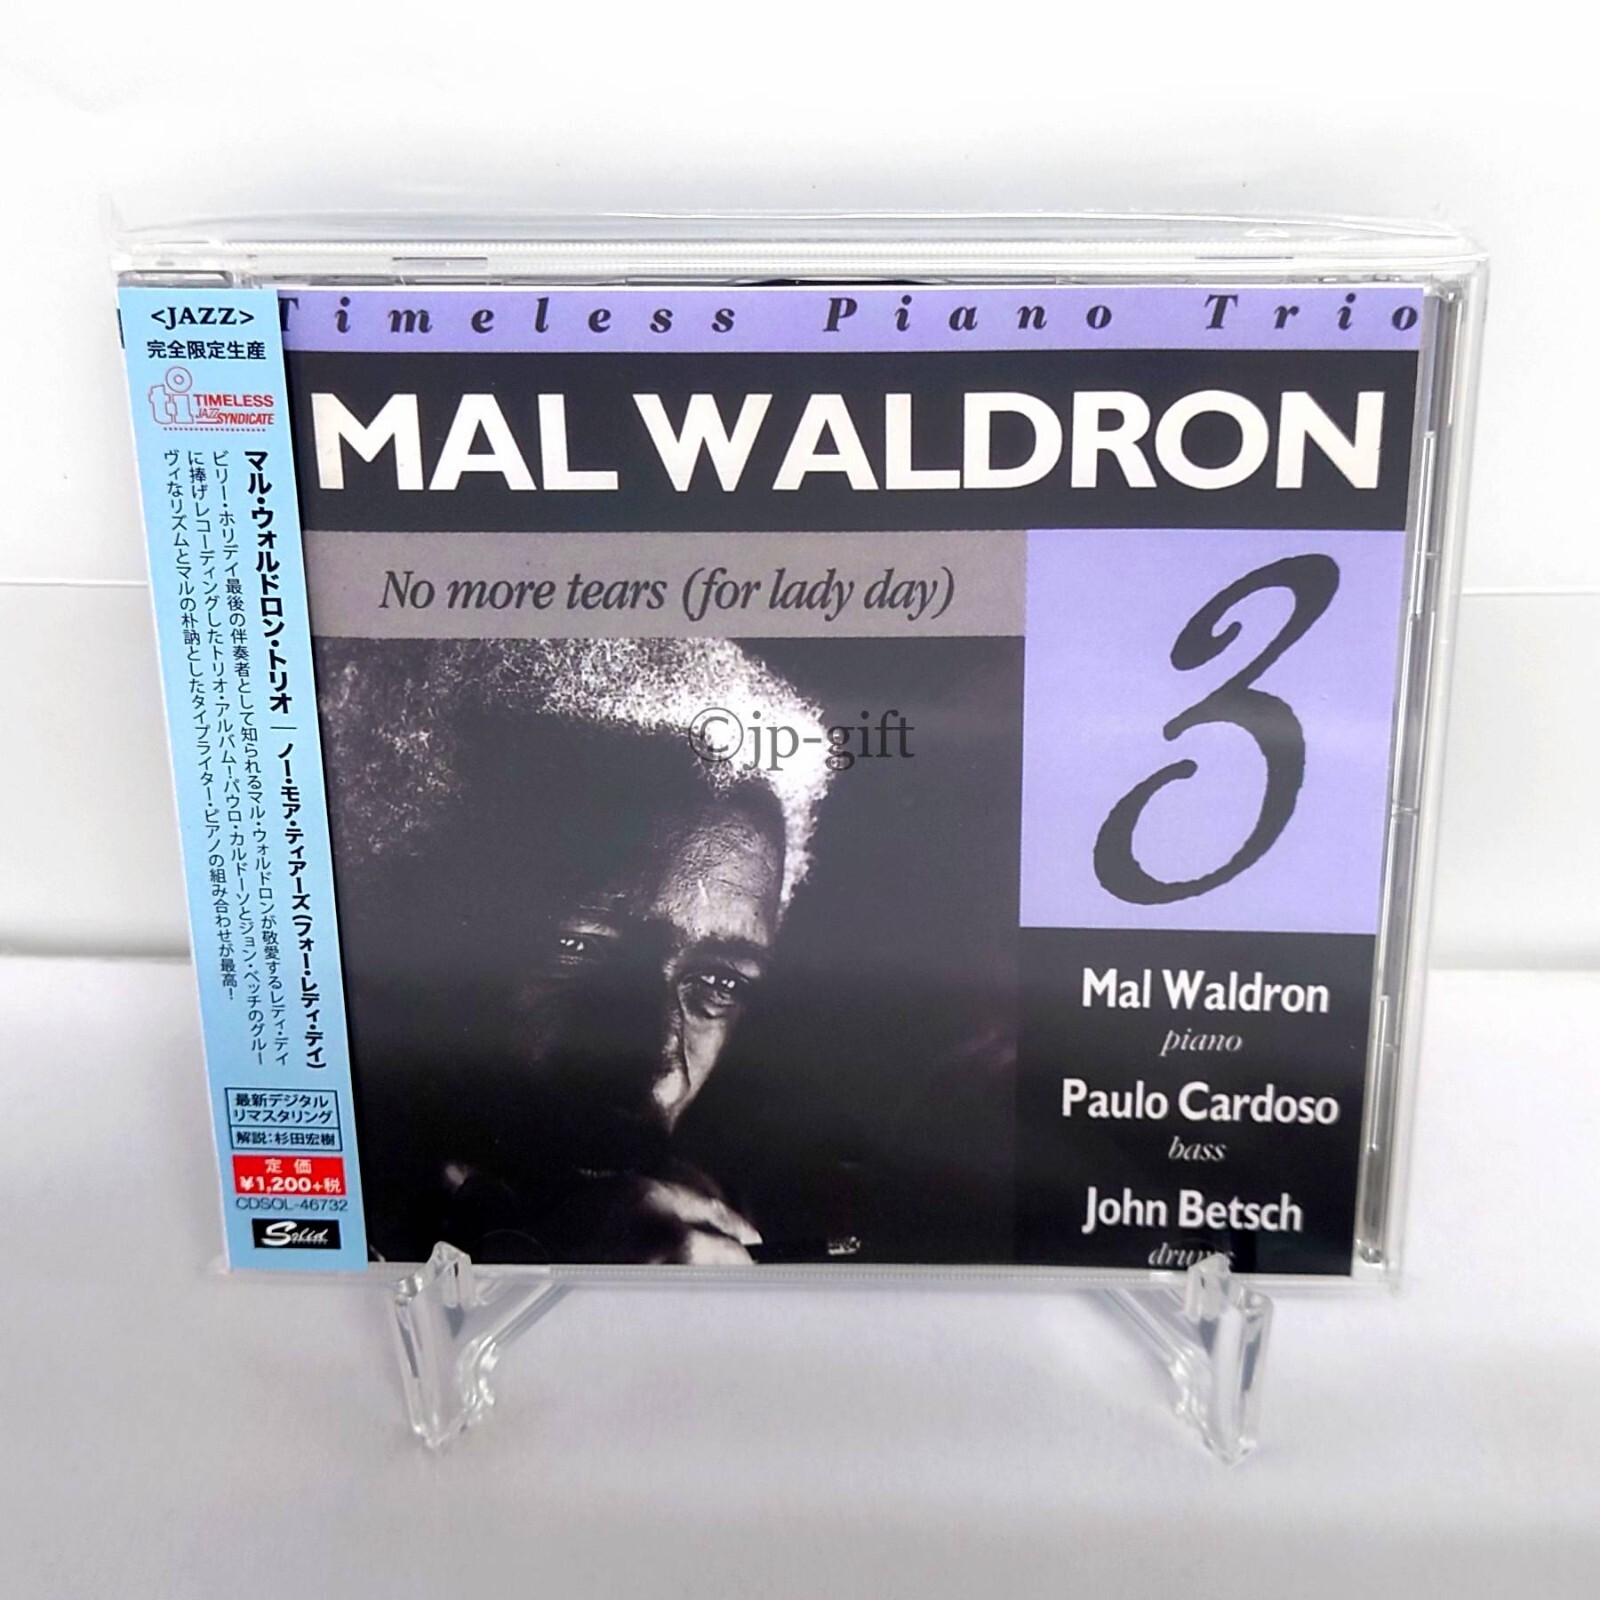 <JAZZ>
完全限定生産
ti TIMELESS
JAZZ SYNDICATE
マル・ウォルドロン・トリオ｜ノー・モア・ティアーズ(フォー・レディ・デイ)
ビリー・ホリデイ最後の伴奏者として知られるマル・ウォルドロンが敬愛するレディ・デイ
に捧げレコーディングしたトリオ・アルバム!パウロ・カルドーソとジョン・ベッチのグルー
ヴィなリズムとマルの朴訥としたタイプライター・ピアノの組み合わせが最高!
最新デジタル
リマスタリング
解説:杉田宏樹
定価
¥1,200+税
CDSOL-46732
Solid
RECORDS
Timeless Piano Trio
MAL WALDRON
No more tears (for lady day)
3
©jp-gift
Mal Waldron
piano
Paulo Cardoso
bass
John Betsch
drums